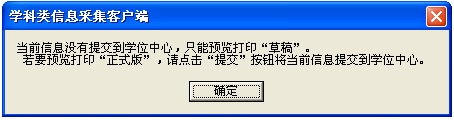 学科类信息采集客户端
当前信息没有提交到学位中心，只能预览打印“草稿”。
若要预览打印“正式版”，请点击“提交”按钮将当前信息提交到学位中心。
确定